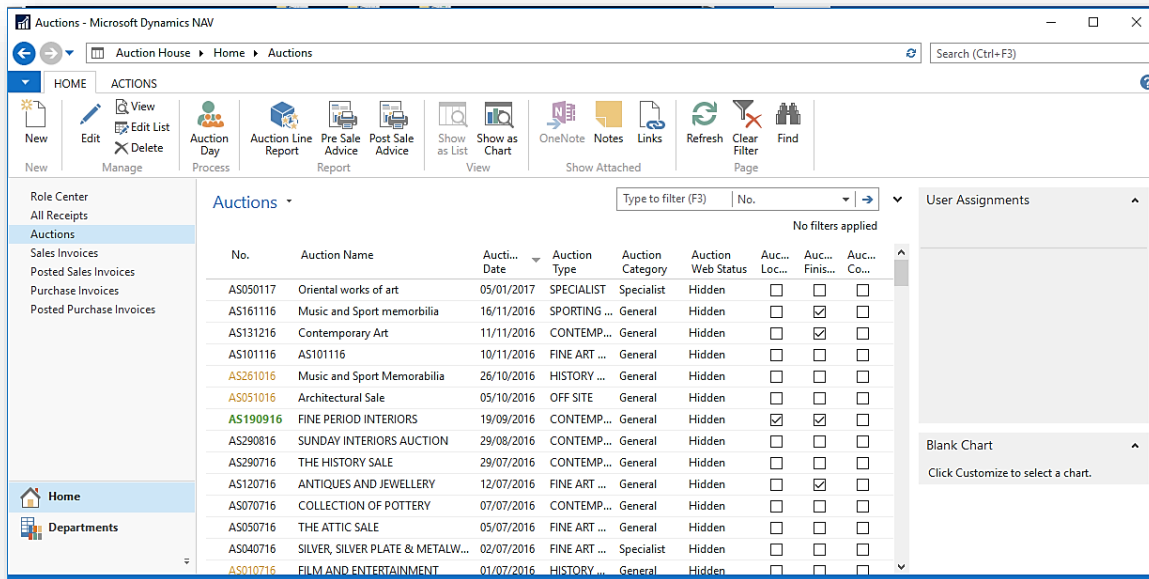 Auctions - Microsoft Dynamics NAV
Auction House Home Auctions
Search (Ctrl+F3)
HOME ACTIONS
New
Edit
View
Edit List
Delete
Auction Day
Auction Line Report
Pre Sale Advice
Post Sale Advice
Show as List
Show as Chart
OneNote
Notes
Links
Refresh
Clear Filter
Find
New Manage Process Report View Show Attached Page
Role Center
All Receipts
Auctions
Sales Invoices
Posted Sales Invoices
Purchase Invoices
Posted Purchase Invoices
Home
Departments
Auctions
Type to filter (F3) No.
No filters applied
No. Auction Name Aucti... Date Auction Type Auction Category Auction Web Status Auc... Loc... Auc... Finis... Auc... Co...
AS050117 Oriental works of art 05/01/2017 SPECIALIST Specialist Hidden
AS161116 Music and Sport memorbilia 16/11/2016 SPORTING ... General Hidden
AS131216 Contemporary Art 11/11/2016 CONTEMP... General Hidden
AS101116 AS101116 10/11/2016 FINE ART ... General Hidden
AS261016 Music and Sport Memorabilia 26/10/2016 HISTORY ... General Hidden
AS051016 Architectural Sale 05/10/2016 OFF SITE General Hidden
AS190916 FINE PERIOD INTERIORS 19/09/2016 CONTEMP... General Hidden
AS290816 SUNDAY INTERIORS AUCTION 29/08/2016 CONTEMP... General Hidden
AS290716 THE HISTORY SALE 29/07/2016 CONTEMP... General Hidden
AS120716 ANTIQUES AND JEWELLERY 12/07/2016 FINE ART ... General Hidden
AS070716 COLLECTION OF POTTERY 07/07/2016 CONTEMP... General Hidden
AS050716 THE ATTIC SALE 05/07/2016 FINE ART ... General Hidden
AS040716 SILVER, SILVER PLATE & METALW... 02/07/2016 FINE ART ... Specialist Hidden
AS010716 FILM AND ENTERTAINMENT 01/07/2016 HISTORY ... General Hidden
User Assignments
Blank Chart
Click Customize to select a chart.